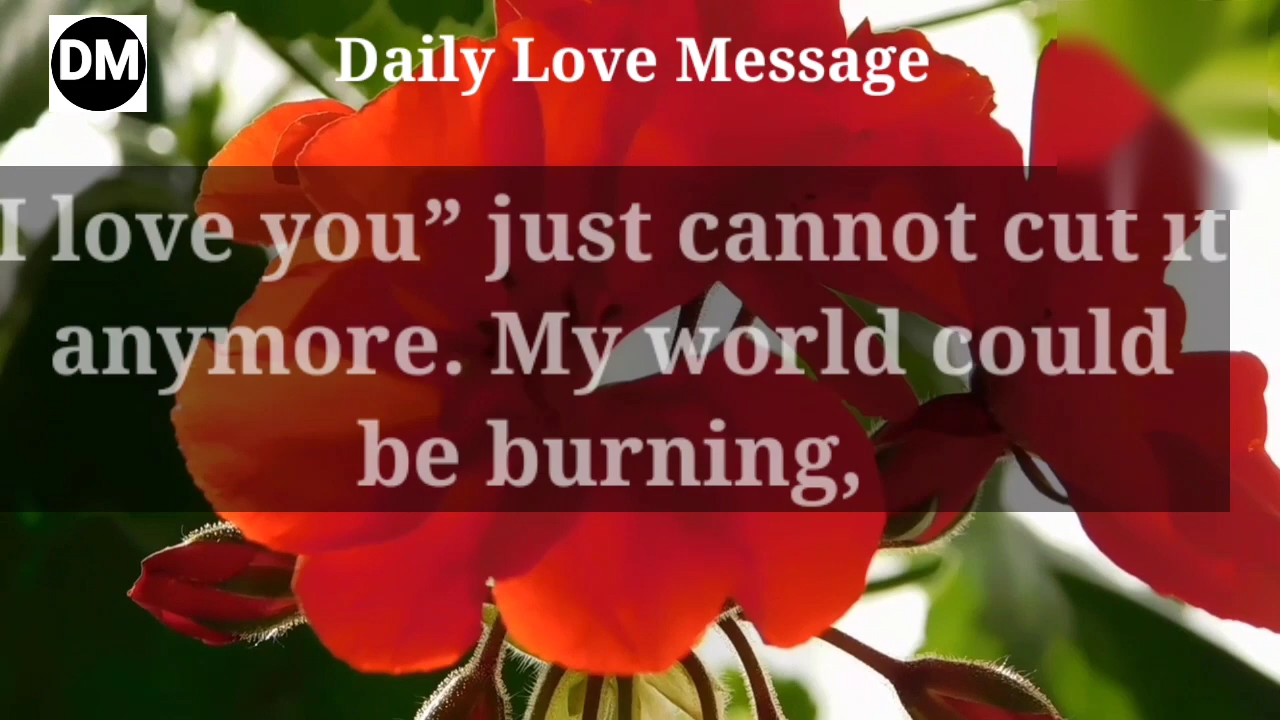 DM
Daily Love Message
I love you” just cannot cut it
anymore. My world could
be burning,